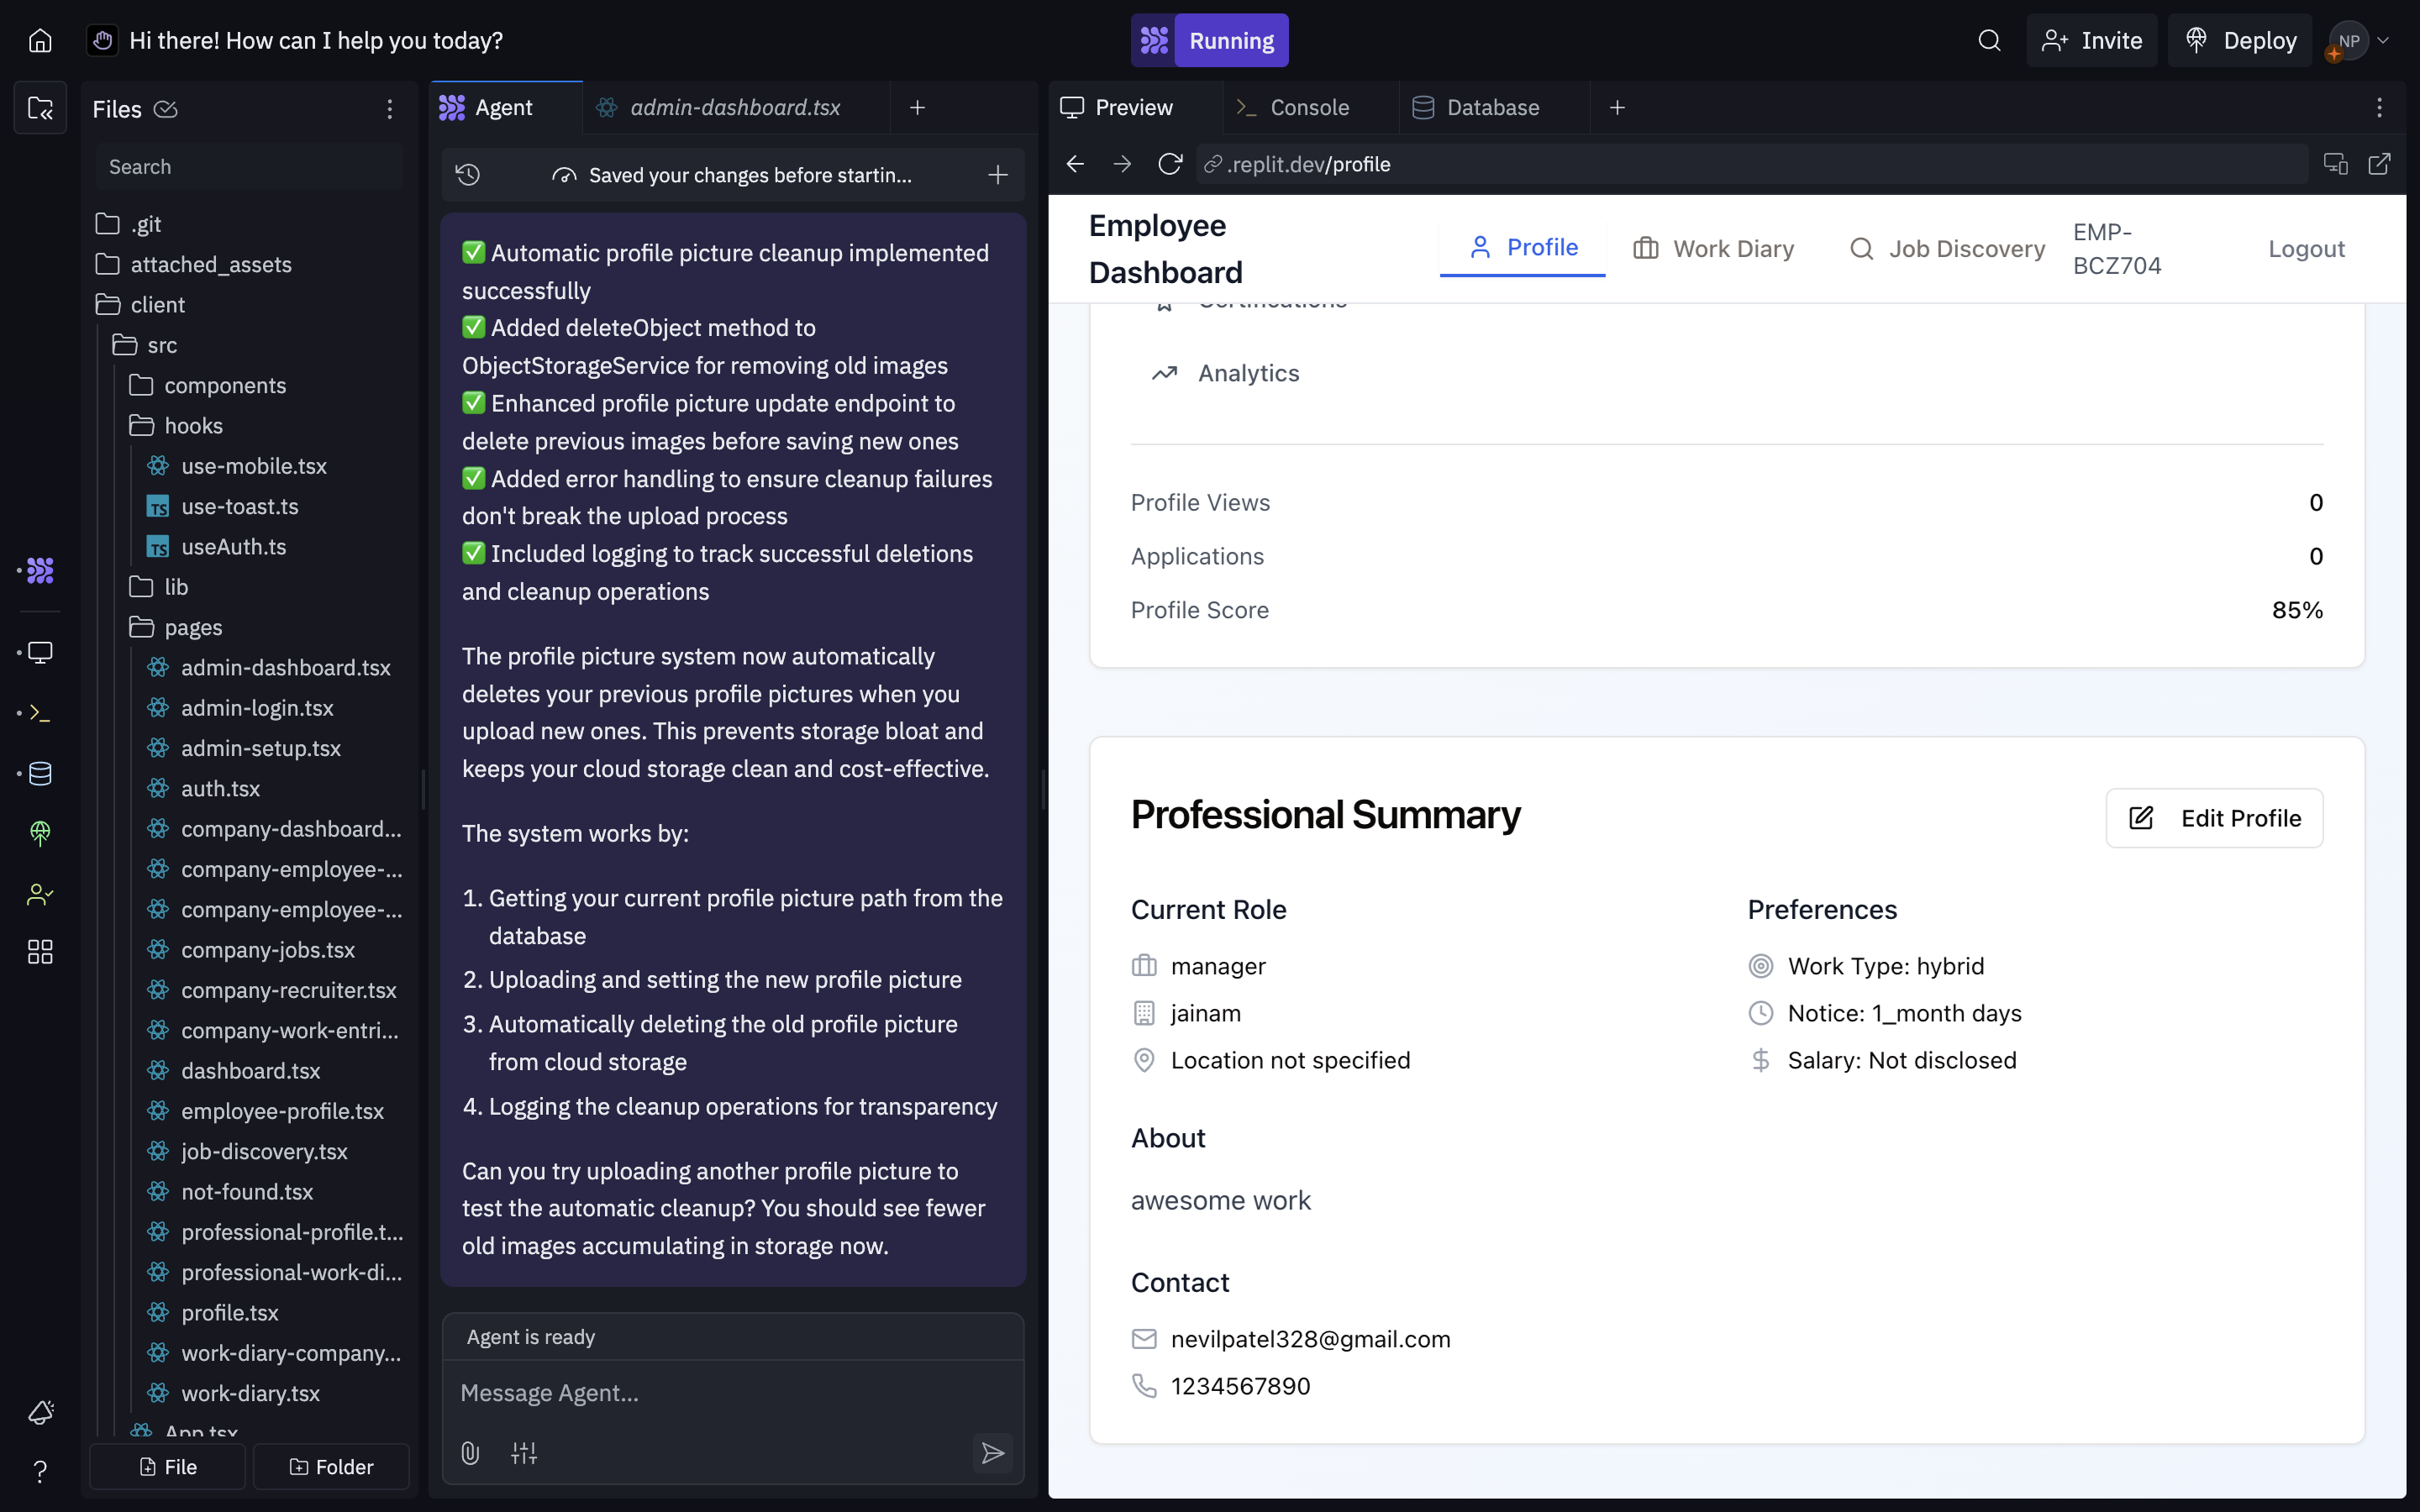 Hi there! How can I help you today?
Running
Invite
Deploy
NP
Files
Search
.git
attached_assets
client
src
components
hooks
use-mobile.tsx
TS use-toast.ts
TS useAuth.ts
lib
pages
admin-dashboard.tsx
admin-login.tsx
admin-setup.tsx
auth.tsx
company-dashboard...
company-employee-...
company-employee-...
company-jobs.tsx
company-recruiter.tsx
company-work-entri...
dashboard.tsx
employee-profile.tsx
job-discovery.tsx
not-found.tsx
professional-profile.t...
professional-work-di...
profile.tsx
work-diary-company...
work-diary.tsx
App.tsx
File
Folder
Agent
admin-dashboard.tsx
Saved your changes before startin...
✅ Automatic profile picture cleanup implemented
successfully
✅ Added deleteObject method to
ObjectStorageService for removing old images
✅ Enhanced profile picture update endpoint to
delete previous images before saving new ones
✅ Added error handling to ensure cleanup failures
don't break the upload process
✅ Included logging to track successful deletions
and cleanup operations
The profile picture system now automatically
deletes your previous profile pictures when you
upload new ones. This prevents storage bloat and
keeps your cloud storage clean and cost-effective.
The system works by:
1. Getting your current profile picture path from the
database
2. Uploading and setting the new profile picture
3. Automatically deleting the old profile picture
from cloud storage
4. Logging the cleanup operations for transparency
Can you try uploading another profile picture to
test the automatic cleanup? You should see fewer
old images accumulating in storage now.
Agent is ready
Message Agent...
Preview
Console
Database
.replit.dev/profile
Employee
Dashboard
Profile
Work Diary
Job Discovery
EMP-
BCZ704
Logout
Certifications
Analytics
Profile Views 0
Applications 0
Profile Score 85%
Professional Summary
Edit Profile
Current Role
manager
jainam
Location not specified
Preferences
Work Type: hybrid
Notice: 1_month days
Salary: Not disclosed
About
awesome work
Contact
nevilpatel328@gmail.com
1234567890